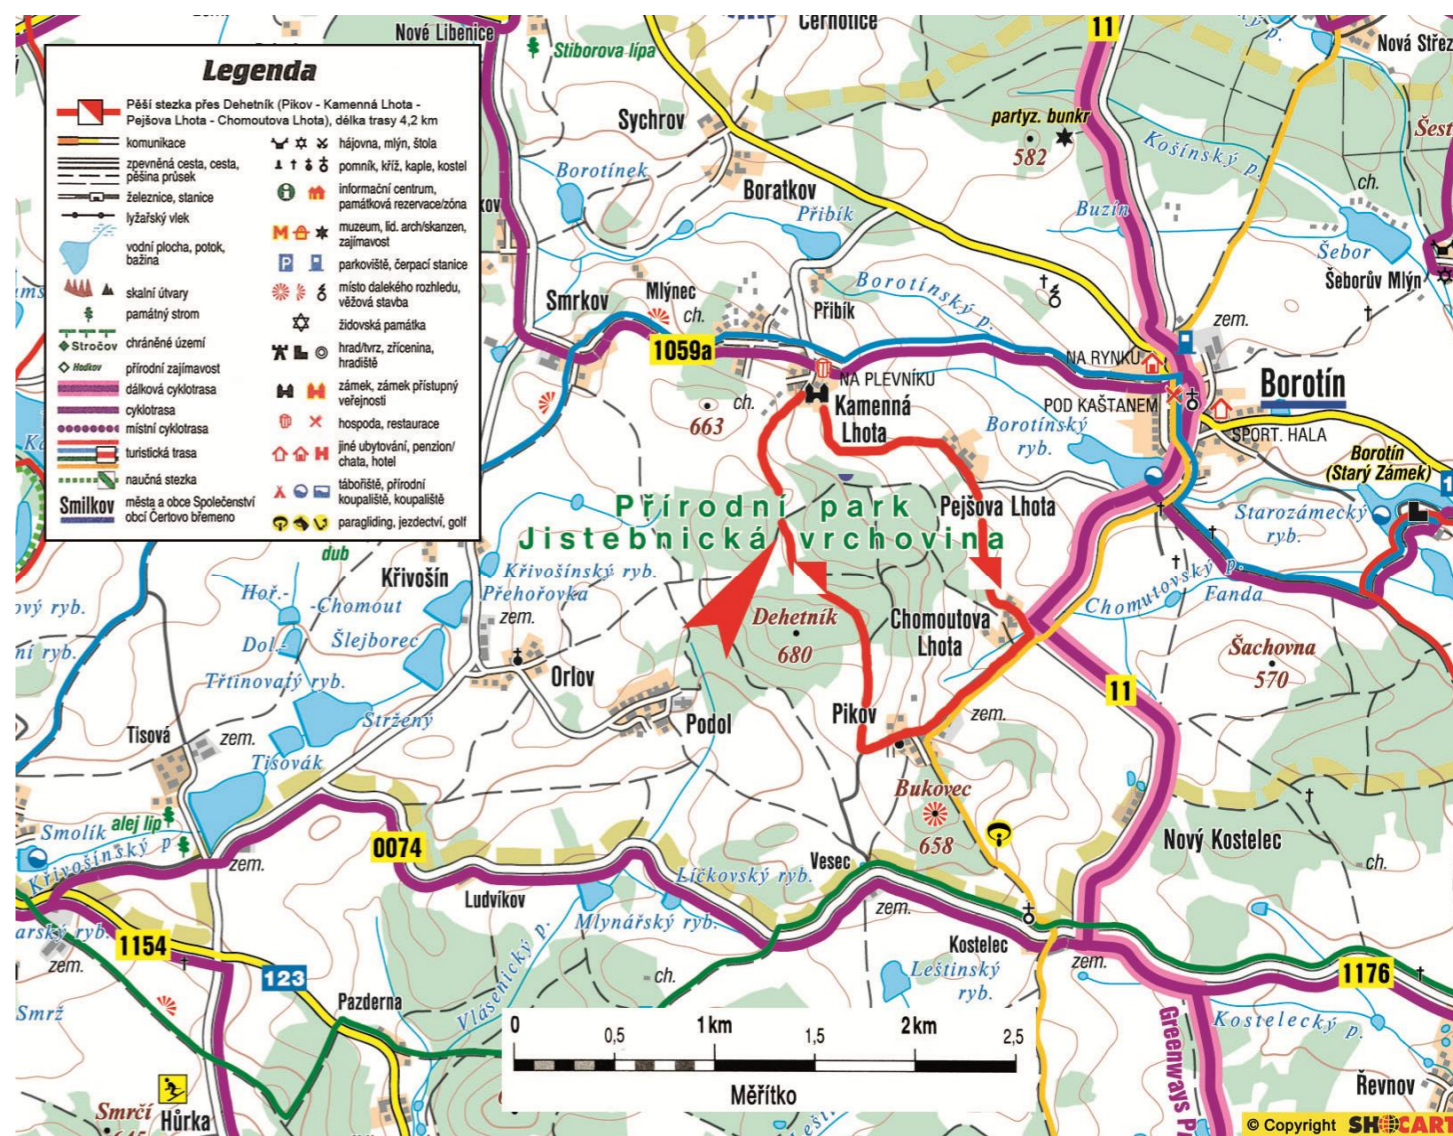 Legenda
Pěší stezka přes Dehetník (Pikov - Kamenná Lhota -
Pejšova Lhota - Chomoutova Lhota), délka trasy 4,2 km
komunikace
zpevněná cesta, cesta,
pěšina průsek
železnice, stanice
lyžařský vlek
vodní plocha, potok,
bažina
skalní útvary
památný strom
Stročov
chráněné území
Hodkov
přírodní zajímavost
dálková cyklotrasa
cyklotrasa
místní cyklotrasa
turistická trasa
naučná stezka
Smilkov
města a obce Společenství
obcí Čertovo břemeno
hájovna, mlýn, štola
pomník, kříž, kaple, kostel
informační centrum,
památková rezervace/zóna
muzeum, lid. arch/skanzen,
zajímavost
parkoviště, čerpací stanice
místo dalekého rozhledu,
věžová stavba
židovská památka
hrad/tvrz, zřícenina,
hradiště
zámek, zámek přístupný
veřejnosti
hospoda, restaurace
jiné ubytování, penzion/
chata, hotel
tábořiště, přírodní
koupaliště, koupaliště
paragliding, jezdectví, golf
Nové Libenice
Stiborova lípa
Černotice
11
Nová Střez
Sychrov
partyz. bunkr
582
Košínský p.
Šest
Borotínek
Boratkov
Přibík
Buzín
ch.
Šebor
Šeborův Mlýn
Smrkov
Mlýnec
ch.
1059a
Přibík
Borotínský p.
zem.
NA RYNKU
NA PLEVNÍKU
POD KAŠTANEM
Borotín
SPORT. HALA
663
ch.
Kamenná
Lhota
Borotínský
ryb.
Borotín
(Starý Zámek)
Přírodní park
Jistebnická vrchovina
Pejšova Lhota
Starozámecký
ryb.
dub
Křivošín
Křivošínský ryb.
Přehořovka
Hoř.-
-Chomout
Dol.-
Šlejborec
zem.
Dehetník
680
Chomoutova
Lhota
Chomutovský p.
Fanda
Šachovna
570
Třtinovatý ryb.
Orlov
Stržený
Tisová
zem.
Tisovák
Podol
Pikov
zem.
11
Bukovec
658
alej lip
Smolík
Křivošínský p
zem.
0074
Ludvíkov
Líčkovský ryb.
Mlynářský ryb.
Vesec
zem.
Nový Kostelec
ch.
Kostelec
zem.
1154
zem.
123
Pazderna
Vlásenický p.
ch.
Leštinský
ryb.
1176
Smrž
Kostelecký p.
Greenways P
Řevnov
Smrčí
Hůrka
0
0,5
1km
1,5
2km
2,5
Měřítko
© Copyright SHOCART